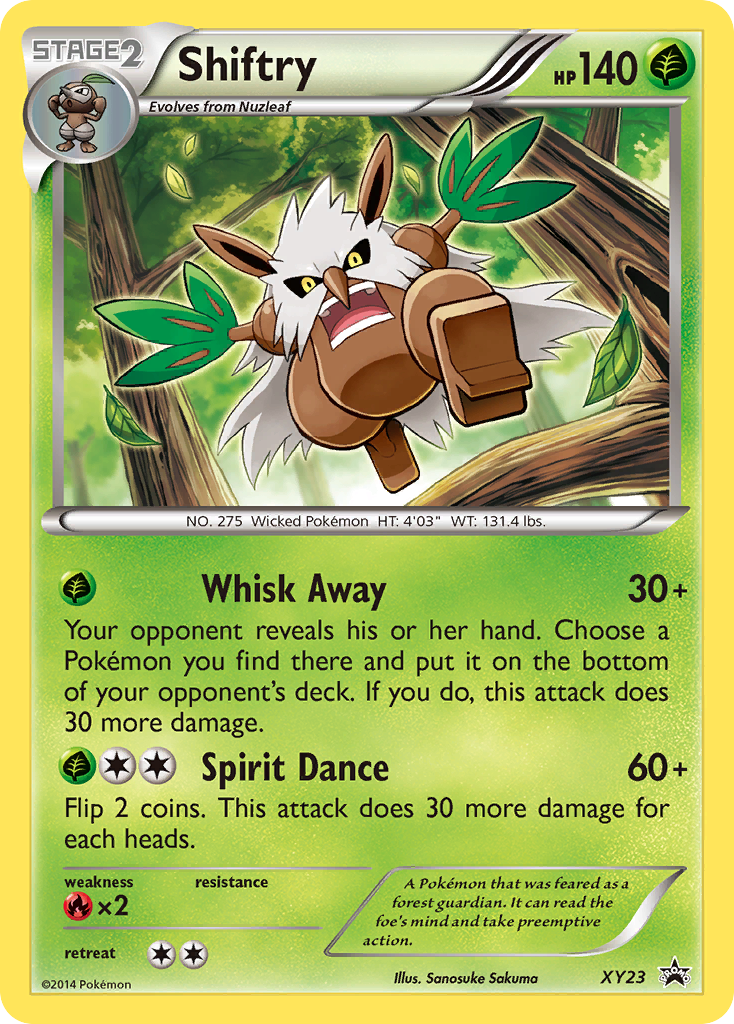 STAGE2
Shiftry
HP140
Evolves from Nuzleaf
NO. 275 Wicked Pokémon HT: 4'03" WT: 131.4 lbs.
Whisk Away 30+
Your opponent reveals his or her hand. Choose a
Pokémon you find there and put it on the bottom
of your opponent's deck. If you do, this attack does
30 more damage.
Spirit Dance 60+
Flip 2 coins. This attack does 30 more damage for
each heads.
weakness resistance
×2
A Pokémon that was feared as a
forest guardian. It can read the
foe's mind and take preemptive
action.
retreat
©2014 Pokémon
Illus. Sanosuke Sakuma
XY23
PROMO